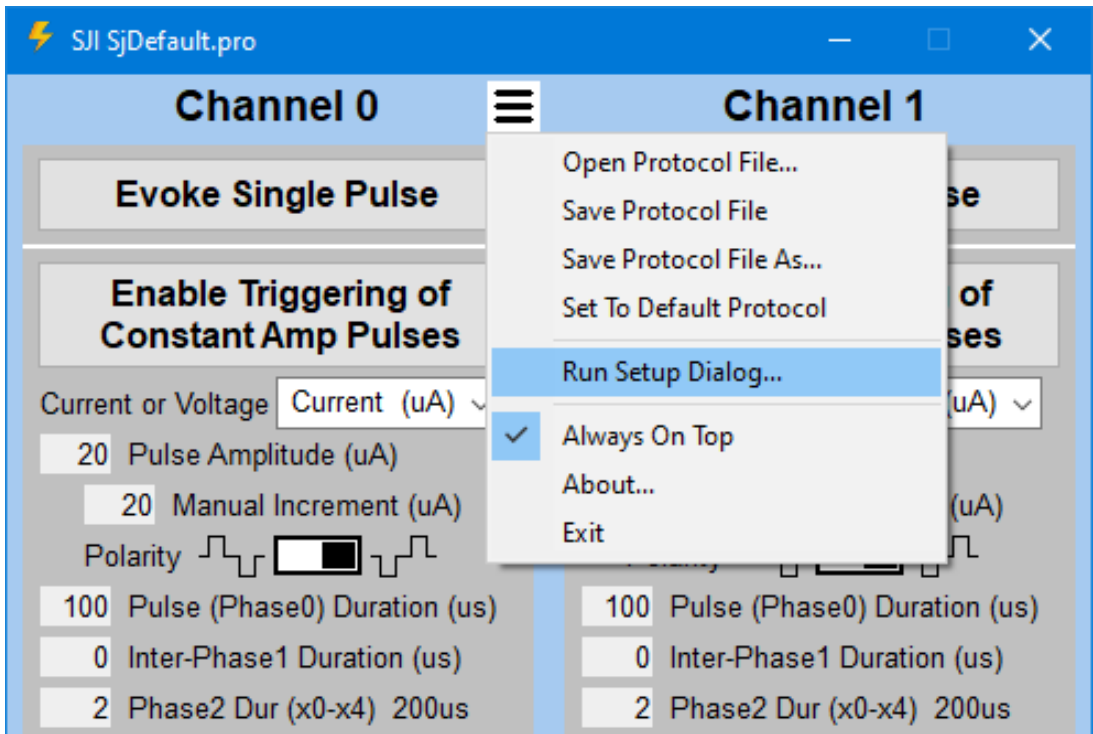 SJI SjDefault.pro
Channel 0
Channel 1
Open Protocol File...
Save Protocol File
Save Protocol File As...
Set To Default Protocol
Run Setup Dialog...
Always On Top
About...
Exit
Evoke Single Pulse
Enable Triggering of
Constant Amp Pulses
Current or Voltage Current (uA)
20 Pulse Amplitude (uA)
20 Manual Increment (uA)
Polarity
100 Pulse (Phase0) Duration (us)
0 Inter-Phase1 Duration (us)
2 Phase2 Dur (x0-x4) 200us
of
(uA)
100 Pulse (Phase0) Duration (us)
0 Inter-Phase1 Duration (us)
2 Phase2 Dur (x0-x4) 200us